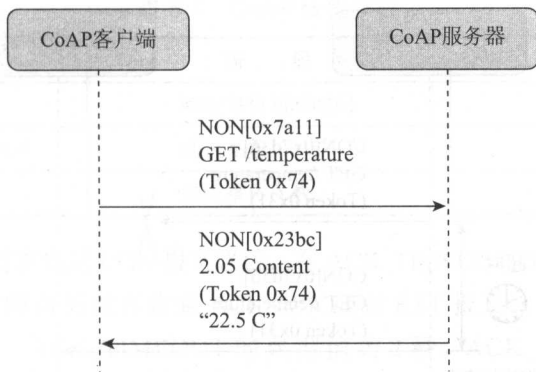 CoAP客户端
CoAP服务器
NON[0x7a11]
GET /temperature
(Token 0x74)
NON[0x23bc]
2.05 Content
(Token 0x74)
“22.5 C”